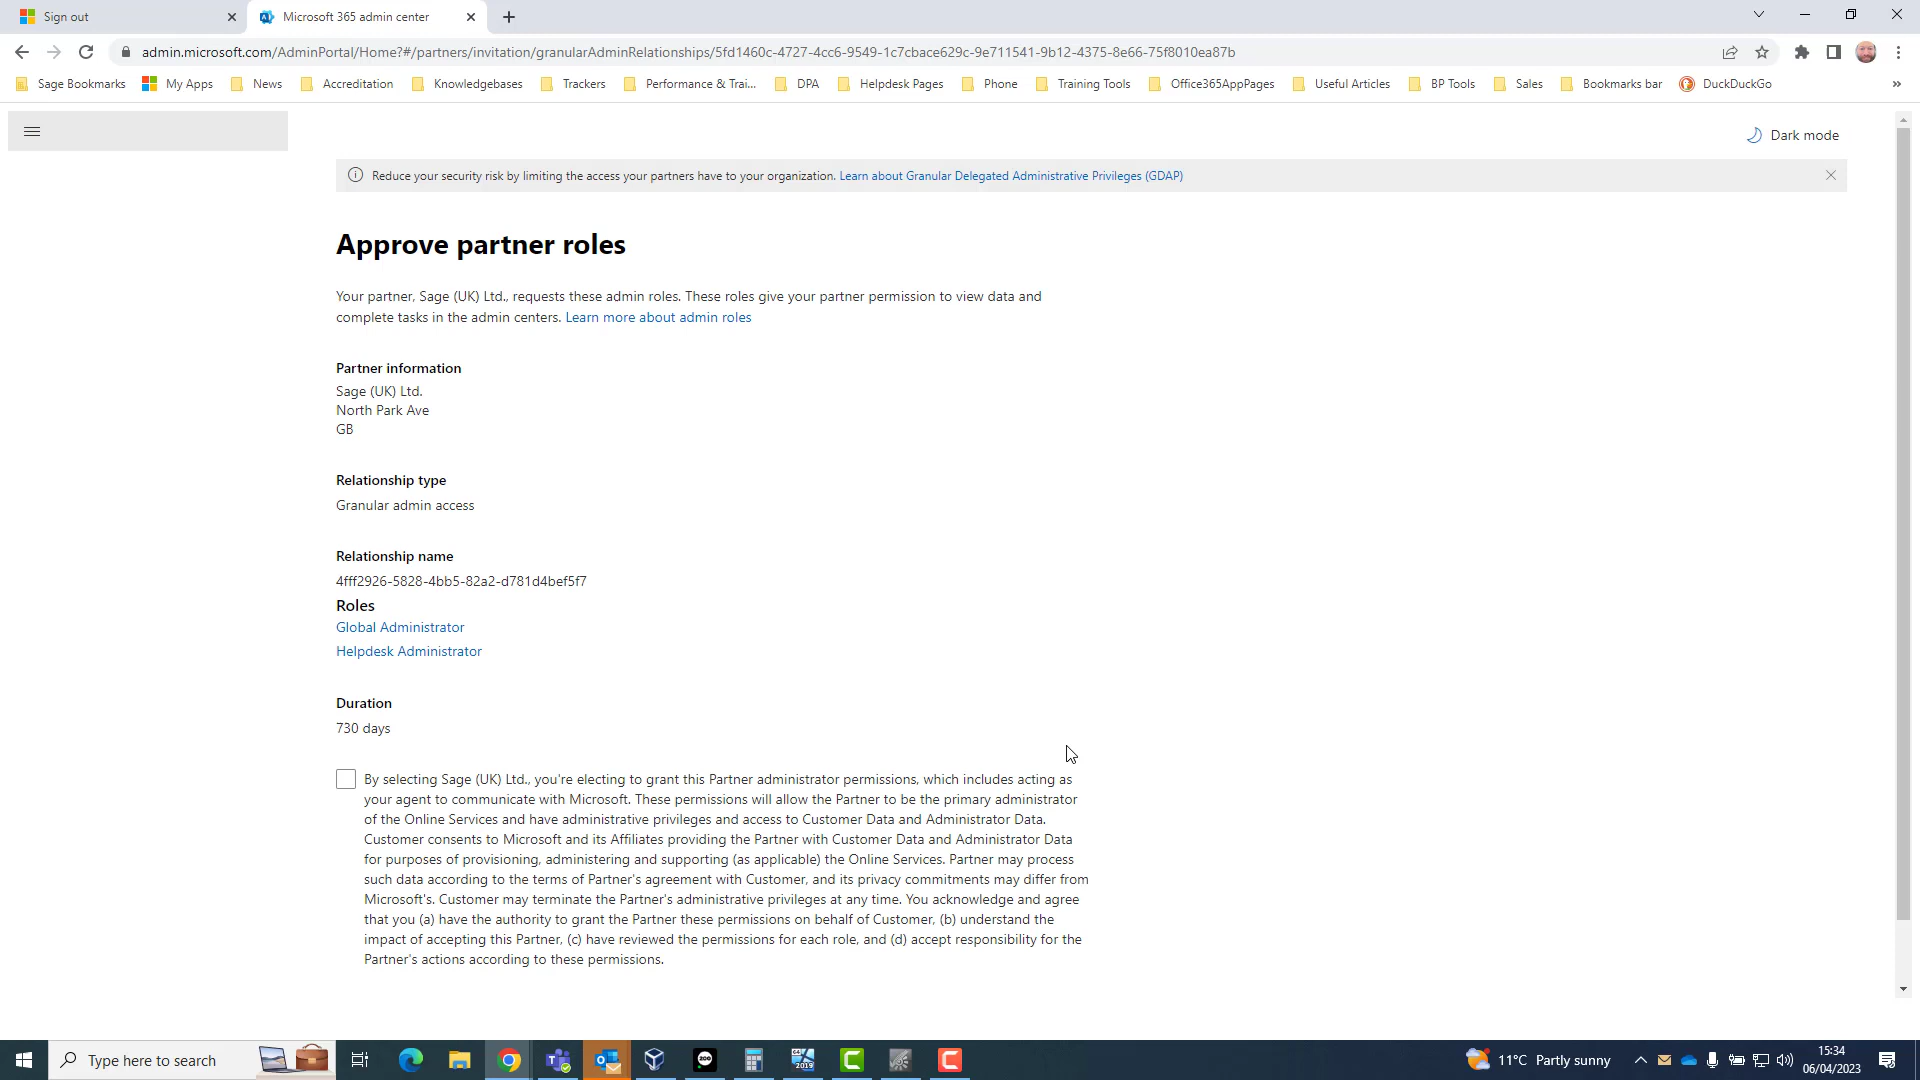 Sign out
Microsoft 365 admin center
admin.microsoft.com/AdminPortal/Home?#/partners/invitation/granularAdminRelationships/5fd1460c-4727-4cc6-9549-1c7cbace629c-9e711541-9b12-4375-8e66-75f8010ea87b
Sage Bookmarks
My Apps
News
Accreditation
Knowledgebases
Trackers
Performance & Trai...
DPA
Helpdesk Pages
Phone
Training Tools
Office365AppPages
Useful Articles
BP Tools
Sales
Bookmarks bar
DuckDuckGo
»
Dark mode
Reduce your security risk by limiting the access your partners have to your organization. Learn about Granular Delegated Administrative Privileges (GDAP)
Approve partner roles
Your partner, Sage (UK) Ltd., requests these admin roles. These roles give your partner permission to view data and
complete tasks in the admin centers. Learn more about admin roles
Partner information
Sage (UK) Ltd.
North Park Ave
GB
Relationship type
Granular admin access
Relationship name
4fff2926-5828-4bb5-82a2-d781d4bef5f7
Roles
Global Administrator
Helpdesk Administrator
Duration
730 days
By selecting Sage (UK) Ltd., you're electing to grant this Partner administrator permissions, which includes acting as
your agent to communicate with Microsoft. These permissions will allow the Partner to be the primary administrator
of the Online Services and have administrative privileges and access to Customer Data and Administrator Data.
Customer consents to Microsoft and its Affiliates providing the Partner with Customer Data and Administrator Data
for purposes of provisioning, administering and supporting (as applicable) the Online Services. Partner may process
such data according to the terms of Partner's agreement with Customer, and its privacy commitments may differ from
Microsoft's. Customer may terminate the Partner's administrative privileges at any time. You acknowledge and agree
that you (a) have the authority to grant the Partner these permissions on behalf of Customer, (b) understand the
impact of accepting this Partner, (c) have reviewed the permissions for each role, and (d) accept responsibility for the
Partner's actions according to these permissions.
Type here to search
2019
11°C Partly sunny
15:34
06/04/2023